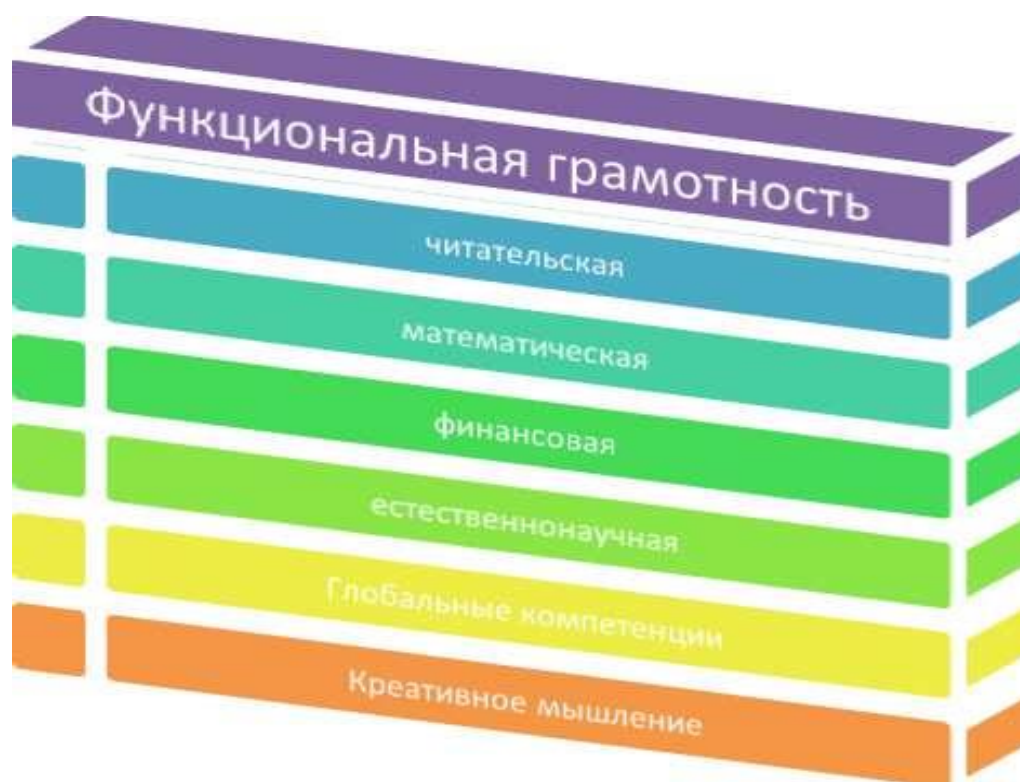 Функциональная грамотность
читательская
математическая
финансовая
естественнонаучная
Глобальные компетенции
Креативное мышление